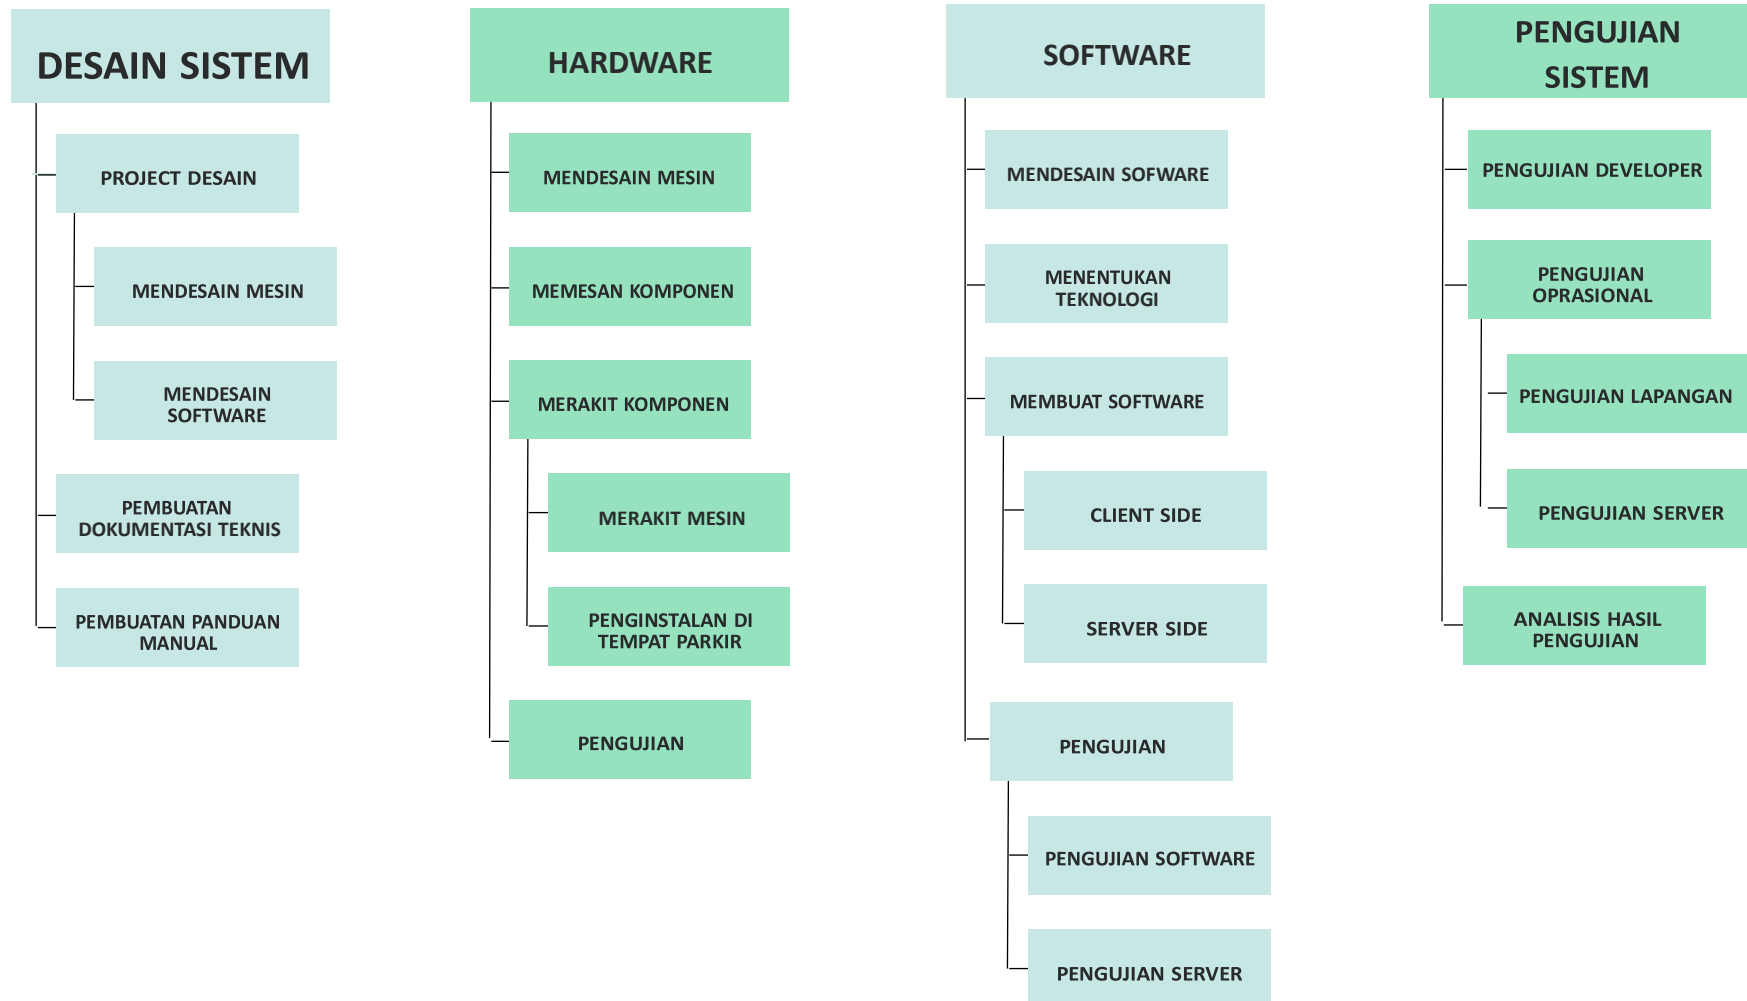 DESAIN SISTEM
PROJECT DESAIN
MENDESAIN MESIN
MENDESAIN
SOFTWARE
PEMBUATAN
DOKUMENTASI TEKNIS
PEMBUATAN PANDUAN
MANUAL
HARDWARE
MENDESAIN MESIN
MEMESAN KOMPONEN
MERAKIT KOMPONEN
MERAKIT MESIN
PENGINSTALAN DI
TEMPAT PARKIR
PENGUJIAN
SOFTWARE
MENDESAIN SOFWARE
MENENTUKAN
TEKNOLOGI
MEMBUAT SOFTWARE
CLIENT SIDE
SERVER SIDE
PENGUJIAN
PENGUJIAN SOFTWARE
PENGUJIAN SERVER
PENGUJIAN
SISTEM
PENGUJIAN DEVELOPER
PENGUJIAN
OPRASIONAL
PENGUJIAN LAPANGAN
PENGUJIAN SERVER
ANALISIS HASIL
PENGUJIAN